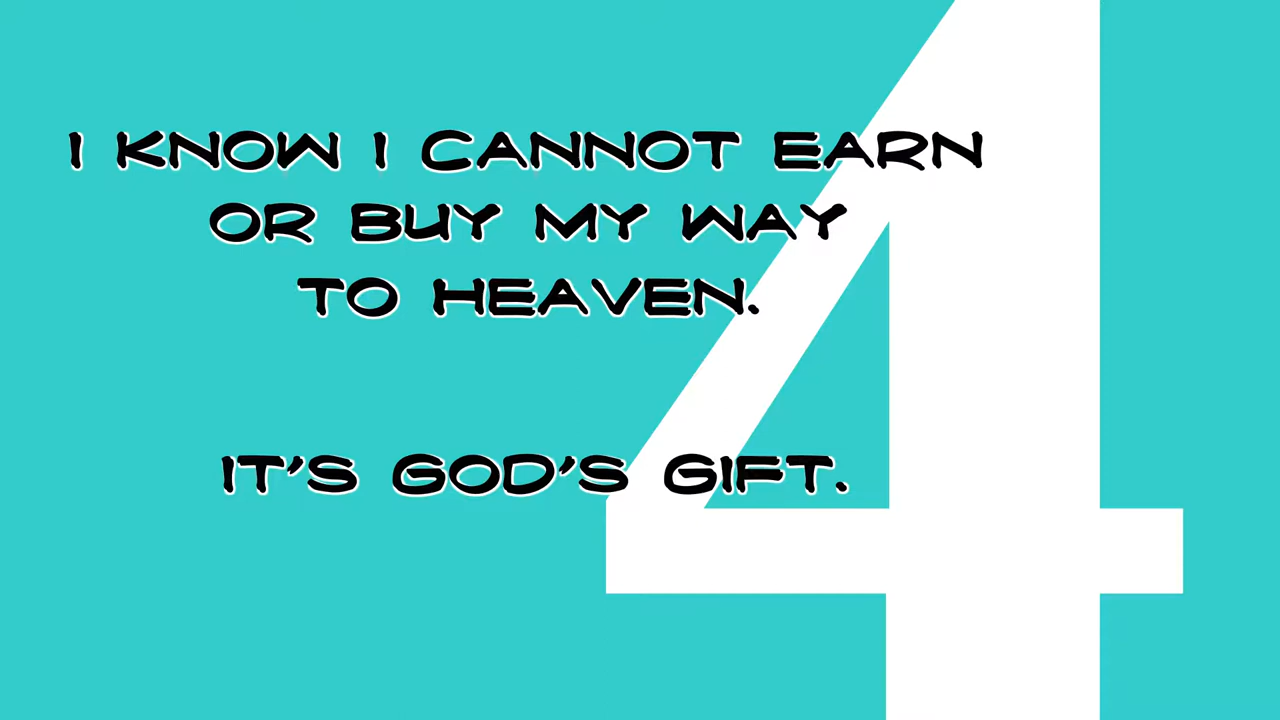 I KNOW I CANNOT EARN
OR BUY MY WAY
TO HEAVEN.
IT'S GOD'S GIFT.
4